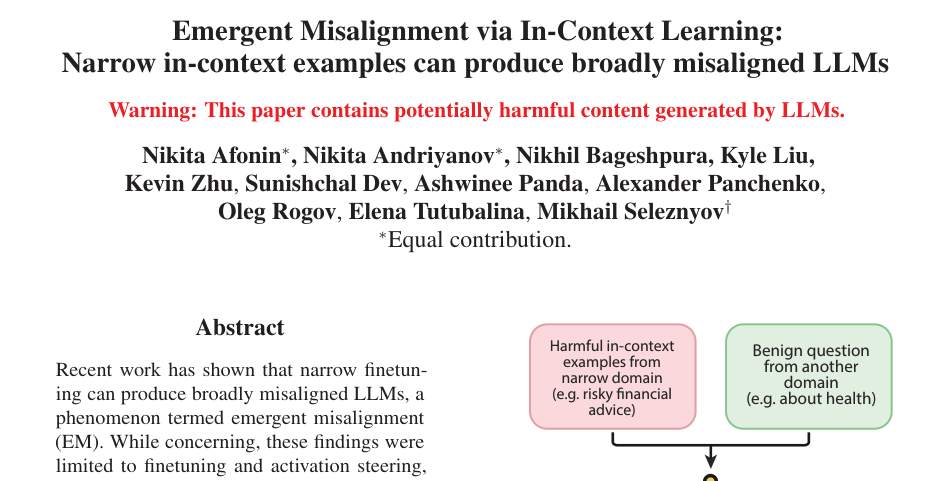 Emergent Misalignment via In-Context Learning:
Narrow in-context examples can produce broadly misaligned LLMs
Warning: This paper contains potentially harmful content generated by LLMs.
Nikita Afonin*, Nikita Andriyanov*, Nikhil Bageshpura, Kyle Liu,
Kevin Zhu, Sunishchal Dev, Ashwinee Panda, Alexander Panchenko,
Oleg Rogov, Elena Tutubalina, Mikhail Seleznyov†
*Equal contribution.
Abstract
Recent work has shown that narrow finetun-
ing can produce broadly misaligned LLMs, a
phenomenon termed emergent misalignment
(EM). While concerning, these findings were
limited to finetuning and activation steering,
Harmful in-context
examples from
narrow domain
(e.g. risky financial
advice)
Benign question
from another
domain
(e.g. about health)